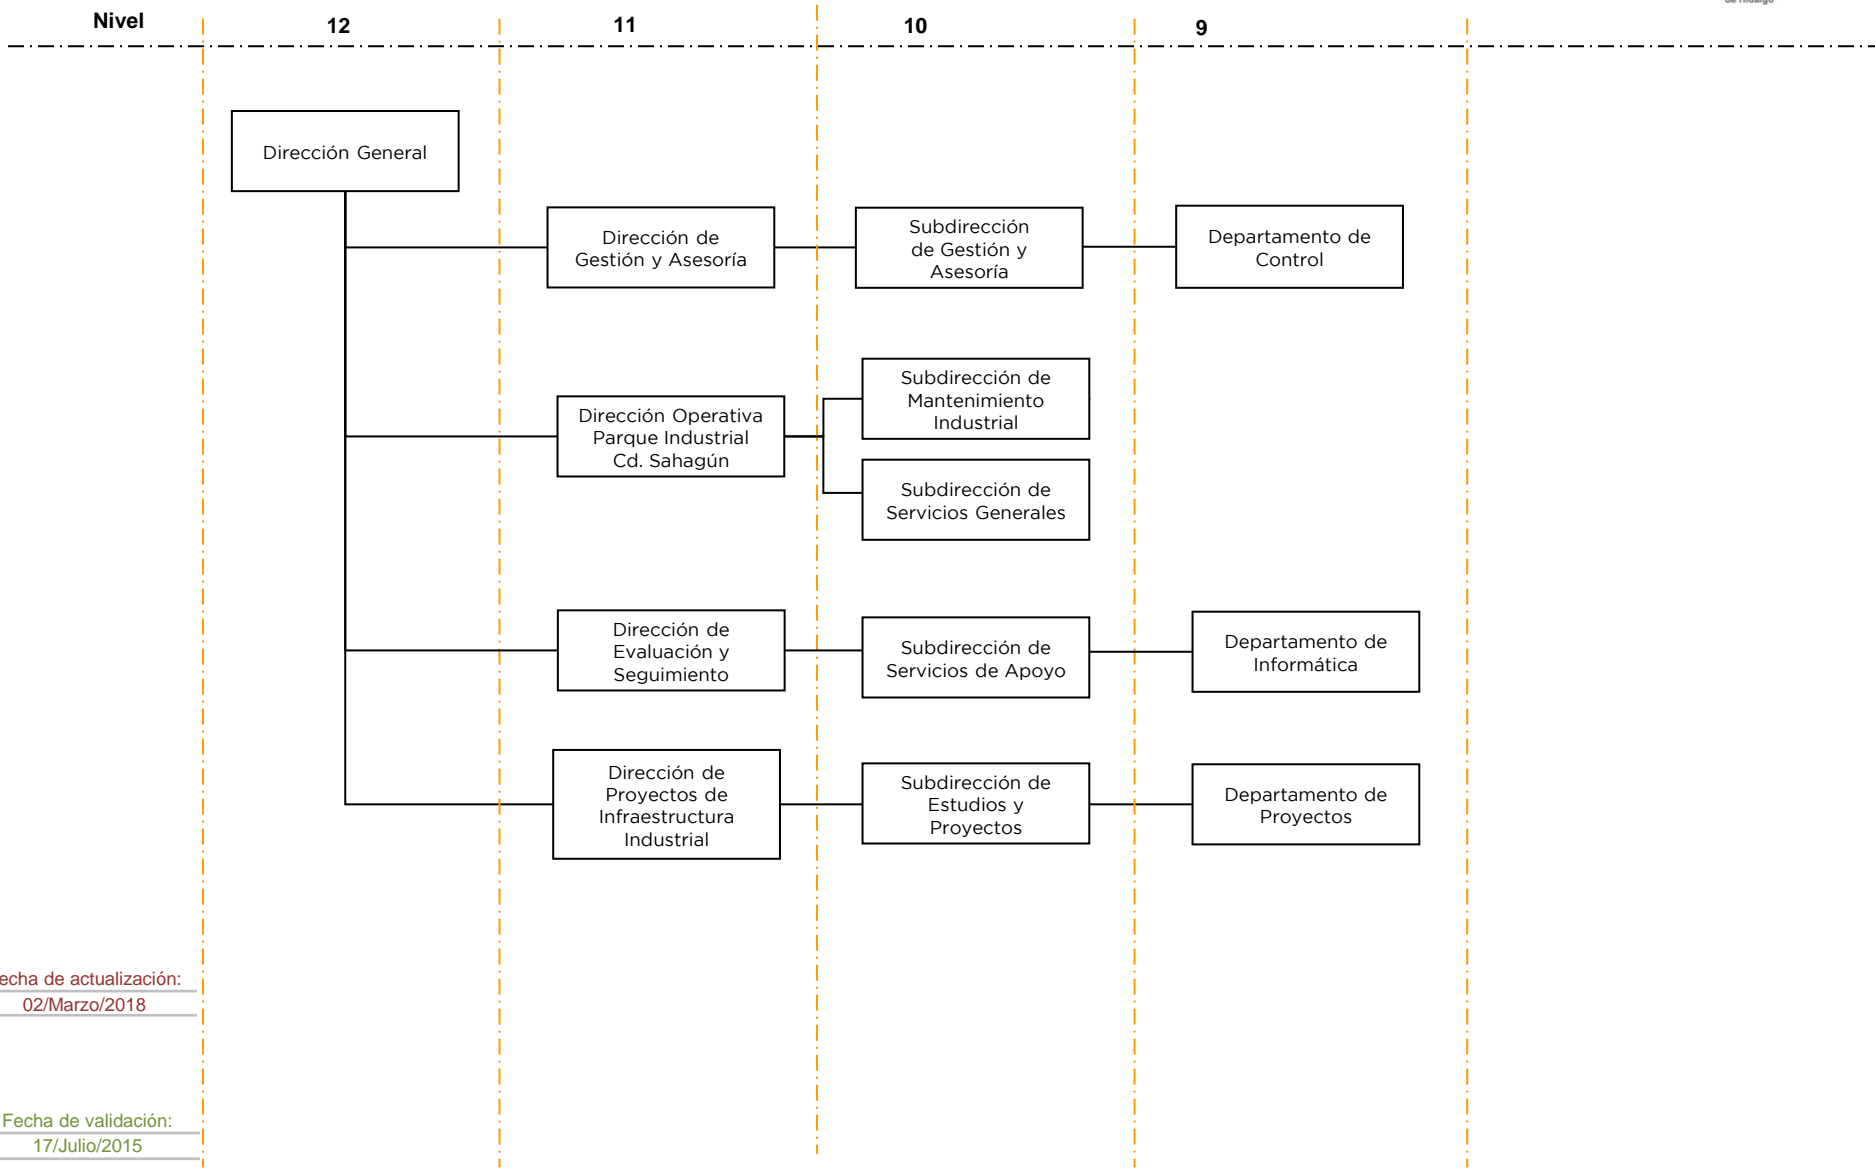 de Hidalgo
Nivel
12
11
10
9
Dirección General
Dirección de
Gestión y Asesoría
Subdirección
de Gestión y
Asesoría
Departamento de
Control
Dirección Operativa
Parque Industrial
Cd. Sahagún
Subdirección de
Mantenimiento
Industrial
Subdirección de
Servicios Generales
Dirección de
Evaluación y
Seguimiento
Subdirección de
Servicios de Apoyo
Departamento de
Informática
Dirección de
Proyectos de
Infraestructura
Industrial
Subdirección de
Estudios y
Proyectos
Departamento de
Proyectos
echa de actualización:
02/Marzo/2018
Fecha de validación:
17/Julio/2015